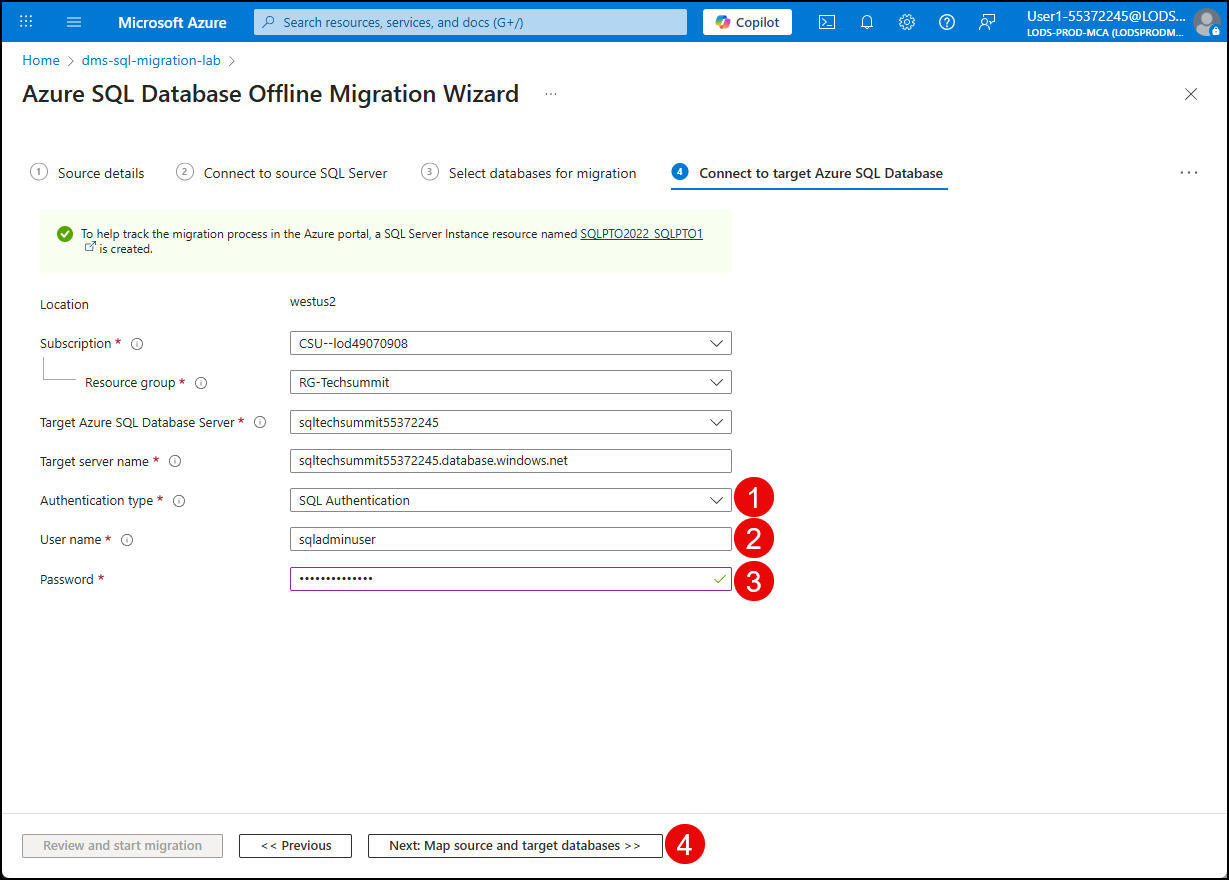 Microsoft Azure
Search resources, services, and docs (G+/)
Copilot
User1-55372245@LODS...
LODS-PROD-MCA (LODSPRODM...
Home > dms-sql-migration-lab >
Azure SQL Database Offline Migration Wizard ...
1 Source details
2 Connect to source SQL Server
3 Select databases for migration
4 Connect to target Azure SQL Database
...
To help track the migration process in the Azure portal, a SQL Server Instance resource named SQLPTO2022_SQLPTO1
is created.
Location westus2
Subscription * CSU--lod49070908
Resource group * RG-Techsummit
Target Azure SQL Database Server * sqltechsummit55372245
Target server name * sqltechsummit55372245.database.windows.net
Authentication type * SQL Authentication 1
User name * sqladminuser 2
Password * •••••••••••••• 3
Review and start migration
<< Previous
Next: Map source and target databases >> 4